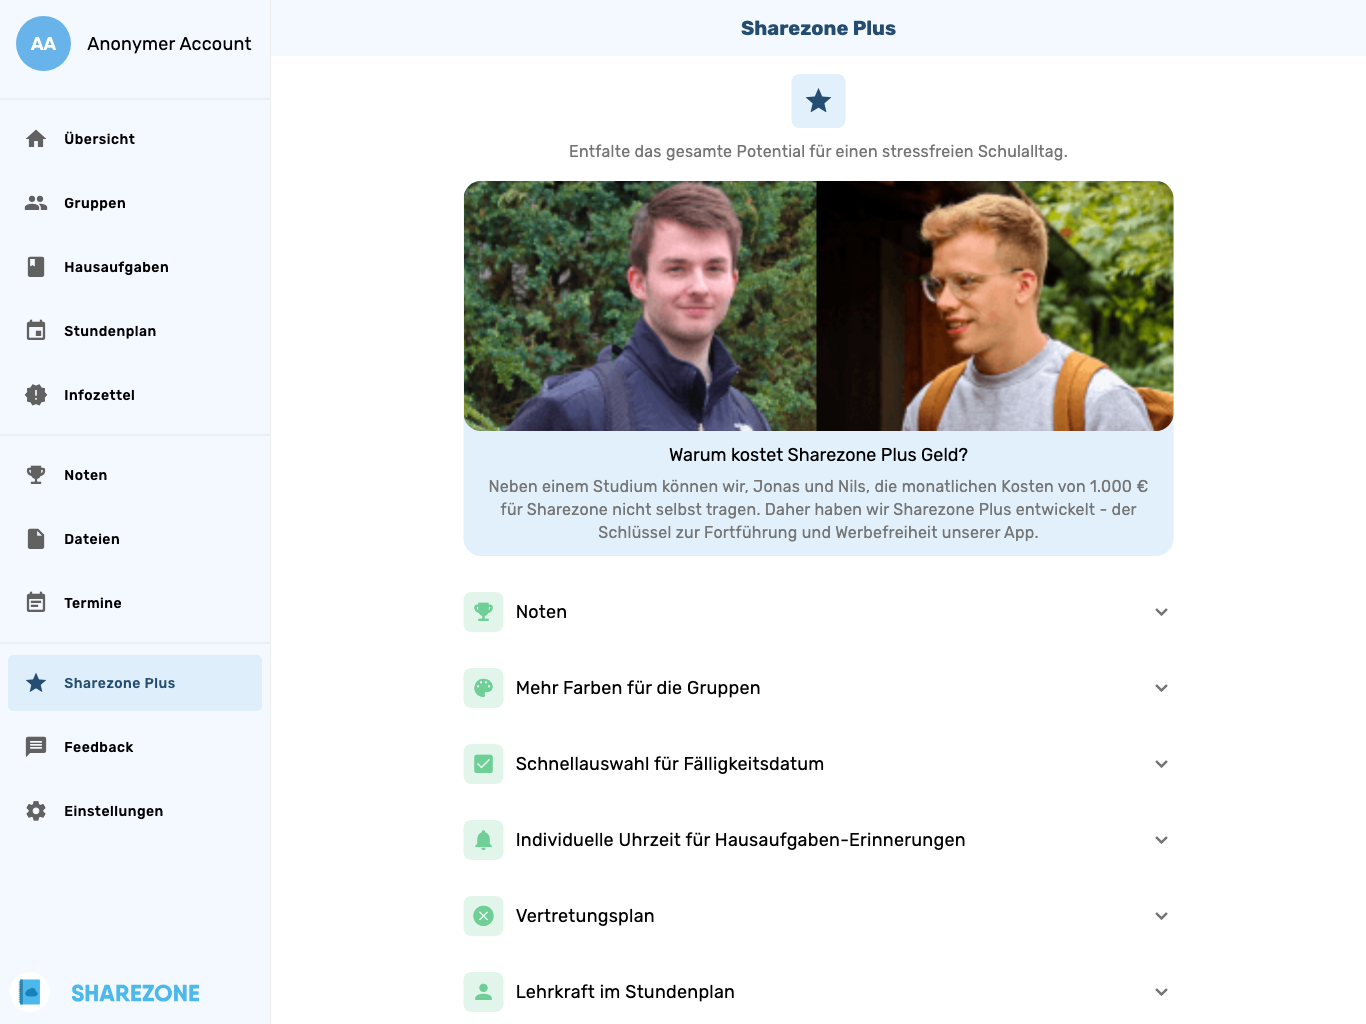 AA
Anonymer Account
Übersicht
Gruppen
Hausaufgaben
Stundenplan
Infozettel
Noten
Dateien
Termine
Sharezone Plus
Feedback
Einstellungen
SHAREZONE
Sharezone Plus
Entfalte das gesamte Potential für einen stressfreien Schulalltag.
Warum kostet Sharezone Plus Geld?
Neben einem Studium können wir, Jonas und Nils, die monatlichen Kosten von 1.000 €
für Sharezone nicht selbst tragen. Daher haben wir Sharezone Plus entwickelt - der
Schlüssel zur Fortführung und Werbefreiheit unserer App.
Noten
Mehr Farben für die Gruppen
Schnellauswahl für Fälligkeitsdatum
Individuelle Uhrzeit für Hausaufgaben-Erinnerungen
Vertretungsplan
Lehrkraft im Stundenplan